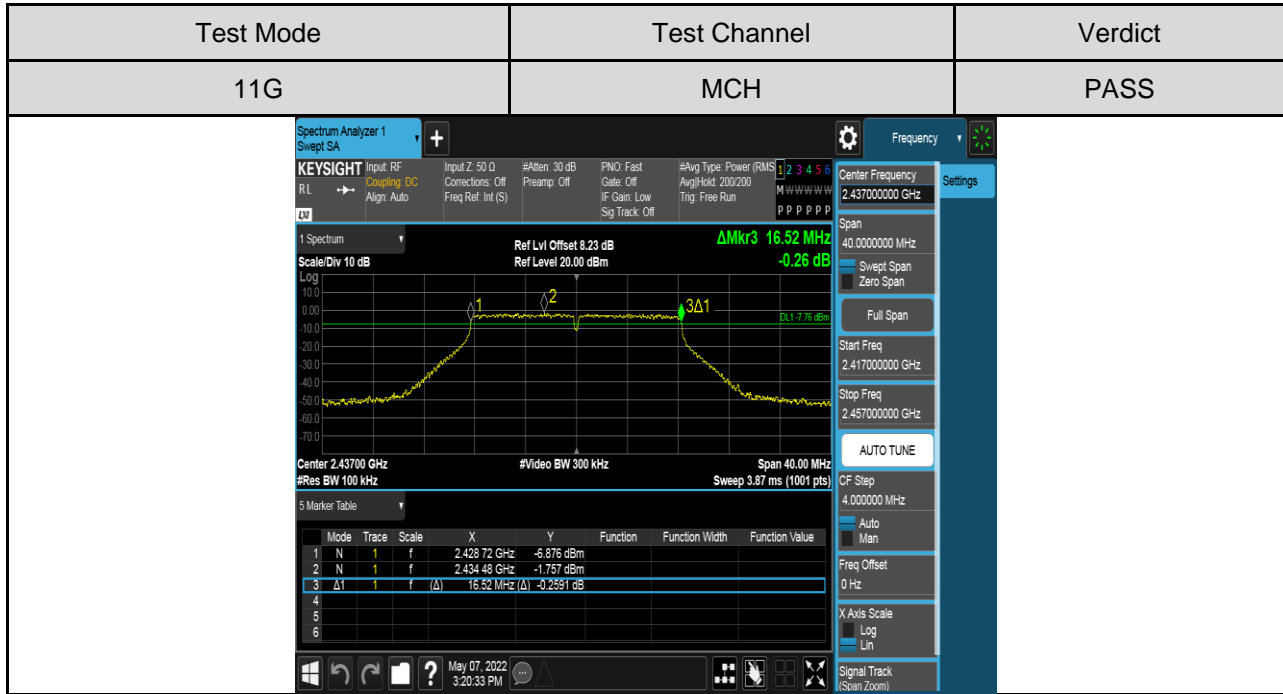 Test Mode Test Channel Verdict
11G MCH PASS
Spectrum Analyzer 1
Swept SA
+
Frequency
KEYSIGHT
RL
LXI
Input: RF
Coupling: DC
Align: Auto
Input Z: 50 Ω
Corrections: Off
Freq Ref: Int (S)
#Atten: 30 dB
Preamp: Off
PNO: Fast
Gate: Off
IF Gain: Low
Sig Track: Off
#Avg Type: Power (RMS
Avg|Hold: 200/200
Trig: Free Run
1 2 3 4 5 6
M W W W W W
P P P P P P
1 Spectrum
Scale/Div 10 dB
Ref Lvl Offset 8.23 dB
Ref Level 20.00 dBm
ΔMkr3 16.52 MHz
-0.26 dB
Log
10.0
0.00
-10.0
-20.0
-30.0
-40.0
-50.0
-60.0
-70.0
1
2
3Δ1
DL1 -7.76 dBm
Center 2.43700 GHz
#Res BW 100 kHz
#Video BW 300 kHz
Span 40.00 MHz
Sweep 3.87 ms (1001 pts)
5 Marker Table
Mode Trace Scale X Y Function Function Width Function Value
1 N 1 f 2.428 72 GHz -6.876 dBm
2 N 1 f 2.434 48 GHz -1.757 dBm
3 Δ1 1 f (Δ) 16.52 MHz (Δ) -0.2591 dB
4
5
6
May 07, 2022
3:20:33 PM
Center Frequency
2.437000000 GHz
Settings
Span
40.0000000 MHz
Swept Span
Zero Span
Full Span
Start Freq
2.417000000 GHz
Stop Freq
2.457000000 GHz
AUTO TUNE
CF Step
4.000000 MHz
Auto
Man
Freq Offset
0 Hz
X Axis Scale
Log
Lin
Signal Track
(Span Zoom)